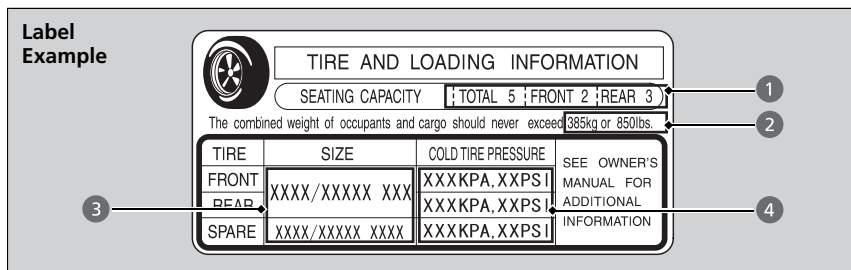 Label
Example
TIRE AND LOADING INFORMATION
SEATING CAPACITY TOTAL 5 FRONT 2 REAR 3
1
The combined weight of occupants and cargo should never exceed 385kg or 850lbs.
2
TIRE SIZE COLD TIRE PRESSURE
SEE OWNER'S
MANUAL FOR
ADDITIONAL
INFORMATION
FRONT XXXX/XXXXX XXX XXXKPA,XXPSI
REAR XXXKPA,XXPSI
SPARE XXXX/XXXXX XXXX XXXKPA,XXPSI
3
4